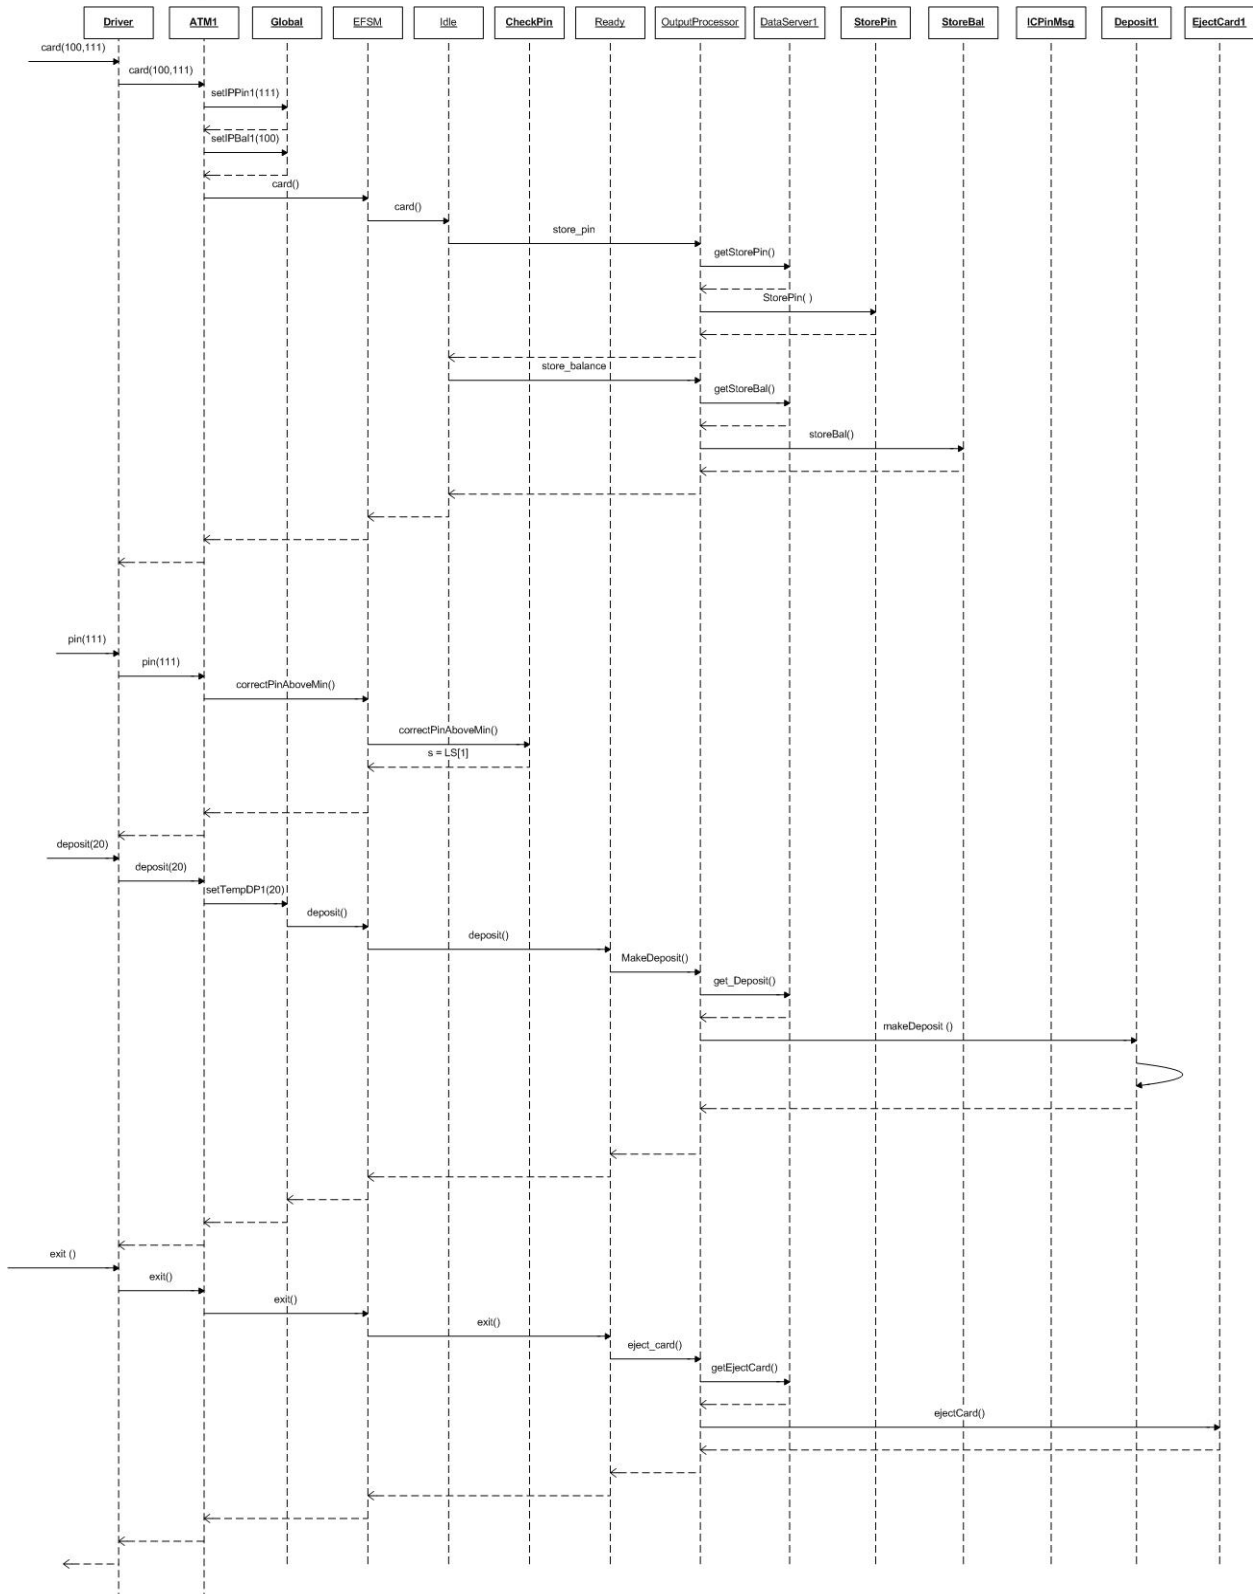 Driver ATM1 Global EFSM Idle CheckPin Ready OutputProcessor DataServer1 StorePin StoreBal ICPinMsg Deposit1 EjectCard1
card(100,111)
card(100,111)
setIPPin1(111)
setIPBal1(100)
card()
card()
store_pin
getStorePin()
StorePin( )
store_balance
getStoreBal()
storeBal()
pin(111)
pin(111)
correctPinAboveMin()
correctPinAboveMin()
s = LS[1]
deposit(20)
deposit(20)
setTempDP1(20)
deposit()
deposit()
MakeDeposit()
get_Deposit()
makeDeposit ()
exit ()
exit()
exit()
exit()
eject_card()
getEjectCard()
ejectCard()